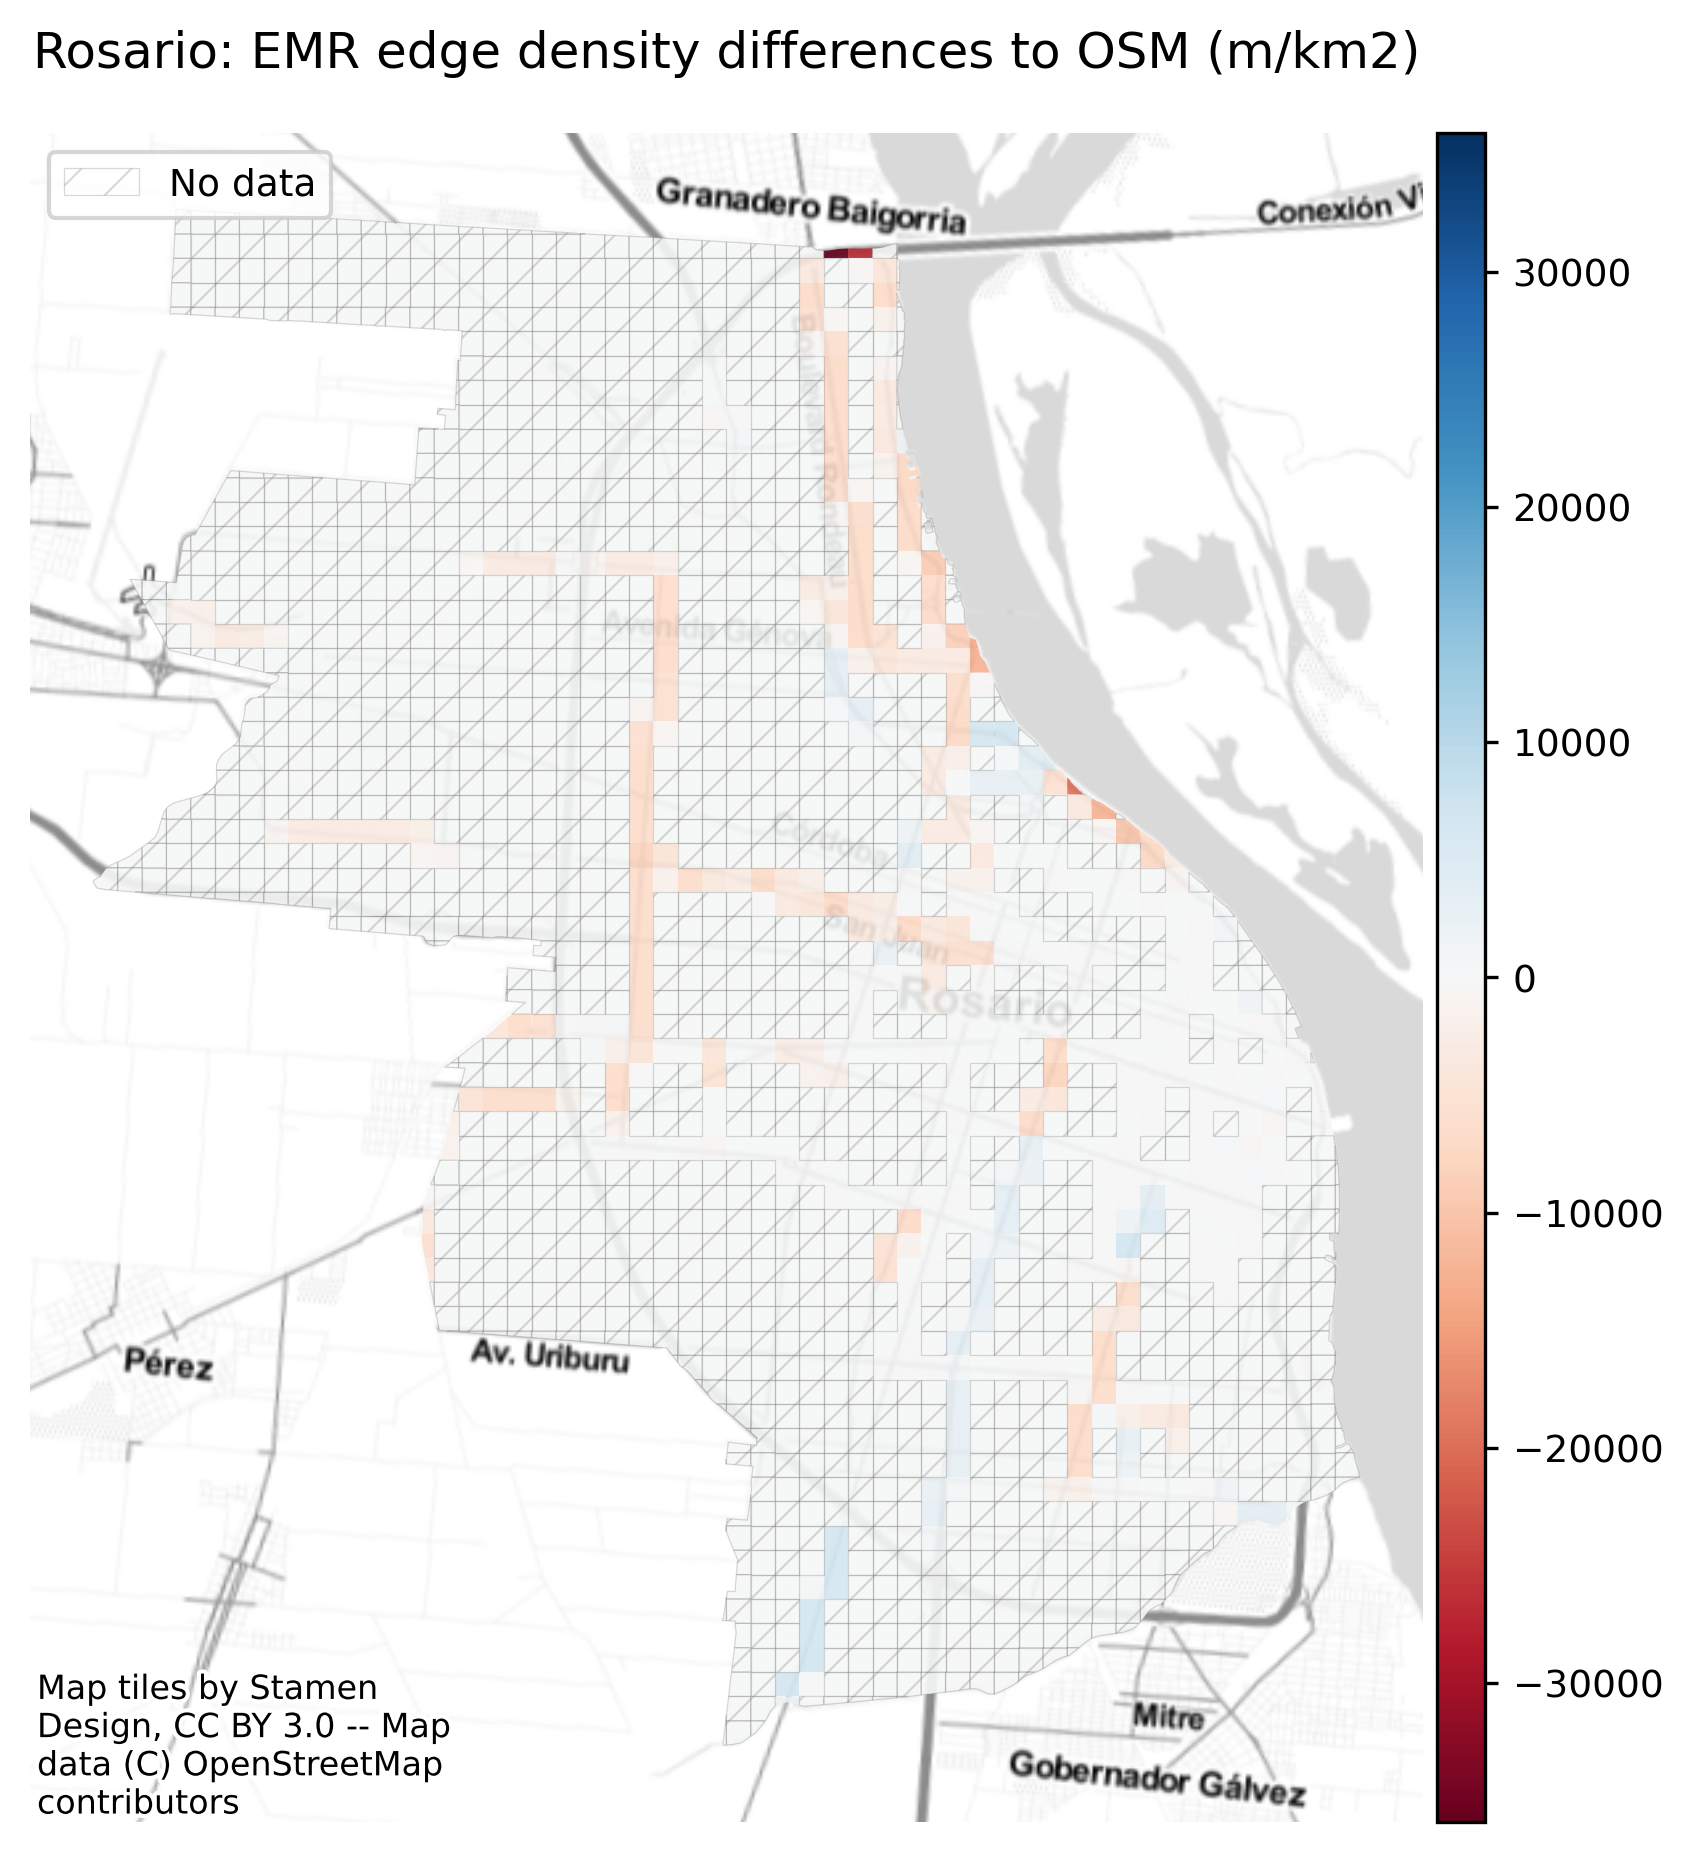 Rosario: EMR edge density differences to OSM (m/km2)
No data
Granadero Baigorria
Conexión Vi
Boulevard Rondeau
Avenida Génova
Córdoba
San Juan
Rosario
Pérez
Av. Uriburu
Mitre
Gobernador Gálvez
Map tiles by Stamen
Design, CC BY 3.0 -- Map
data (C) OpenStreetMap
contributors
30000
20000
10000
0
−10000
−20000
−30000